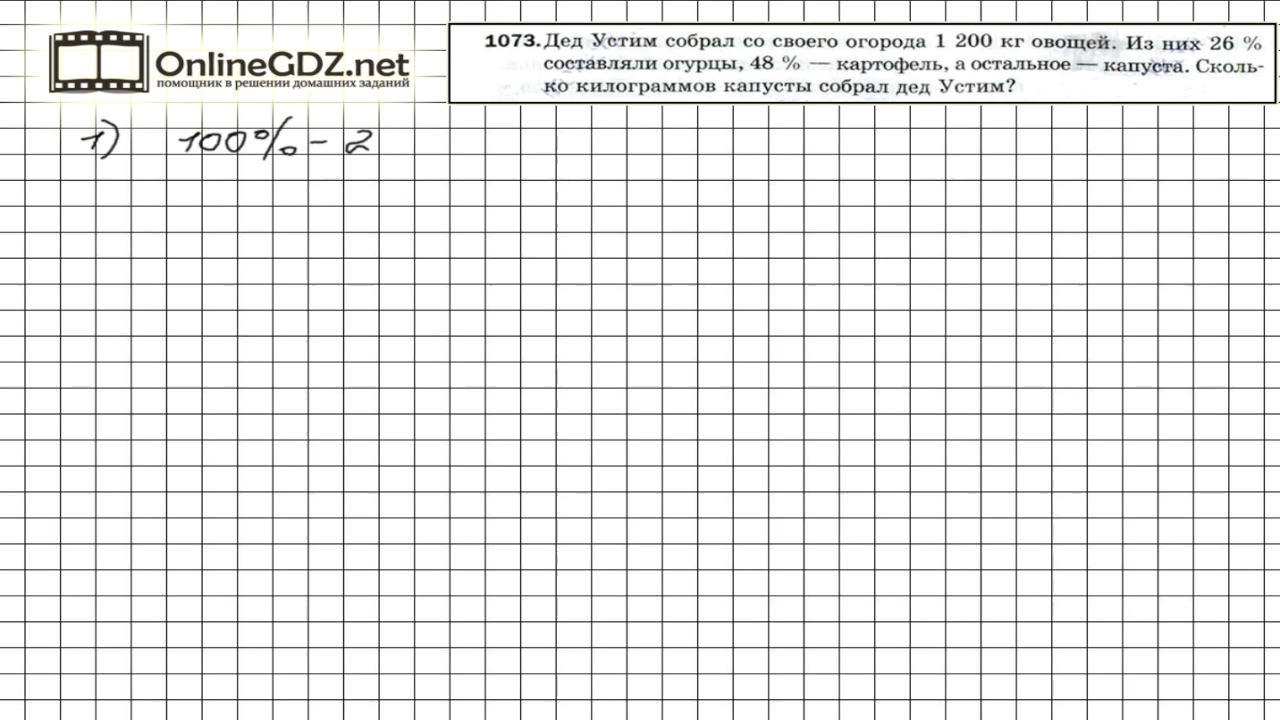 OnlineGDZ.net
помощник в решении домашних заданий
1073. Дед Устим собрал со своего огорода 1 200 кг овощей. Из них 26 %
составляли огурцы, 48 % — картофель, а остальное — капуста. Сколь-
ко килограммов капусты собрал дед Устим?
1) 100% - 2